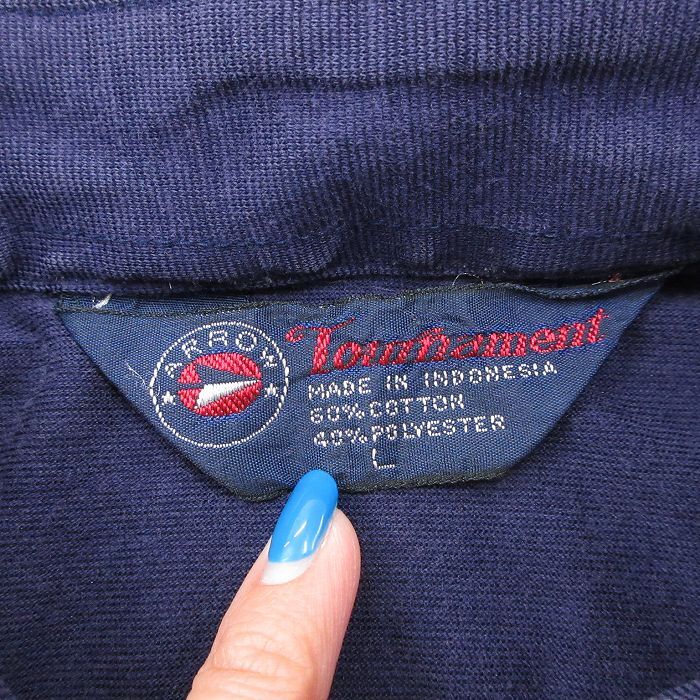 ARROW
Tournament
MADE IN INDONESIA
60% COTTON
40% POLYESTER
L